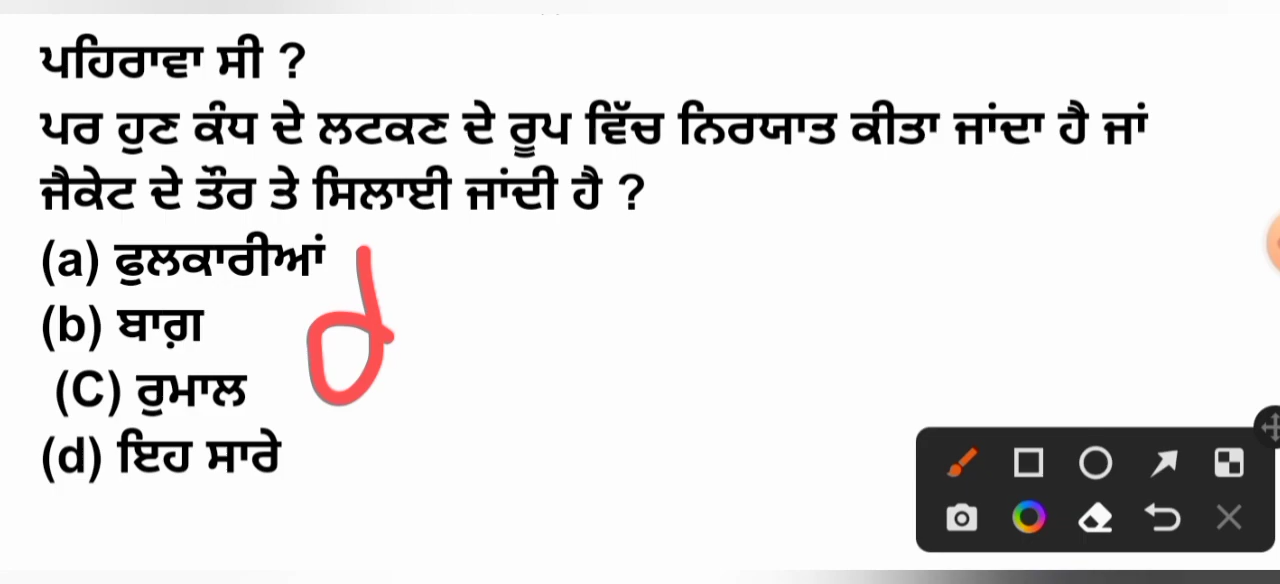 ਪਹਿਰਾਵਾ ਸੀ ?
ਪਰ ਹੁਣ ਕੰਧ ਦੇ ਲਟਕਣ ਦੇ ਰੂਪ ਵਿੱਚ ਨਿਰਯਾਤ ਕੀਤਾ ਜਾਂਦਾ ਹੈ ਜਾਂ
ਜੈਕੇਟ ਦੇ ਤੌਰ ਤੇ ਸਿਲਾਈ ਜਾਂਦੀ ਹੈ ?
(a) ਫੁਲਕਾਰੀਆਂ
(b) ਬਾਗ਼
(C) ਰੁਮਾਲ
(d) ਇਹ ਸਾਰੇ
d